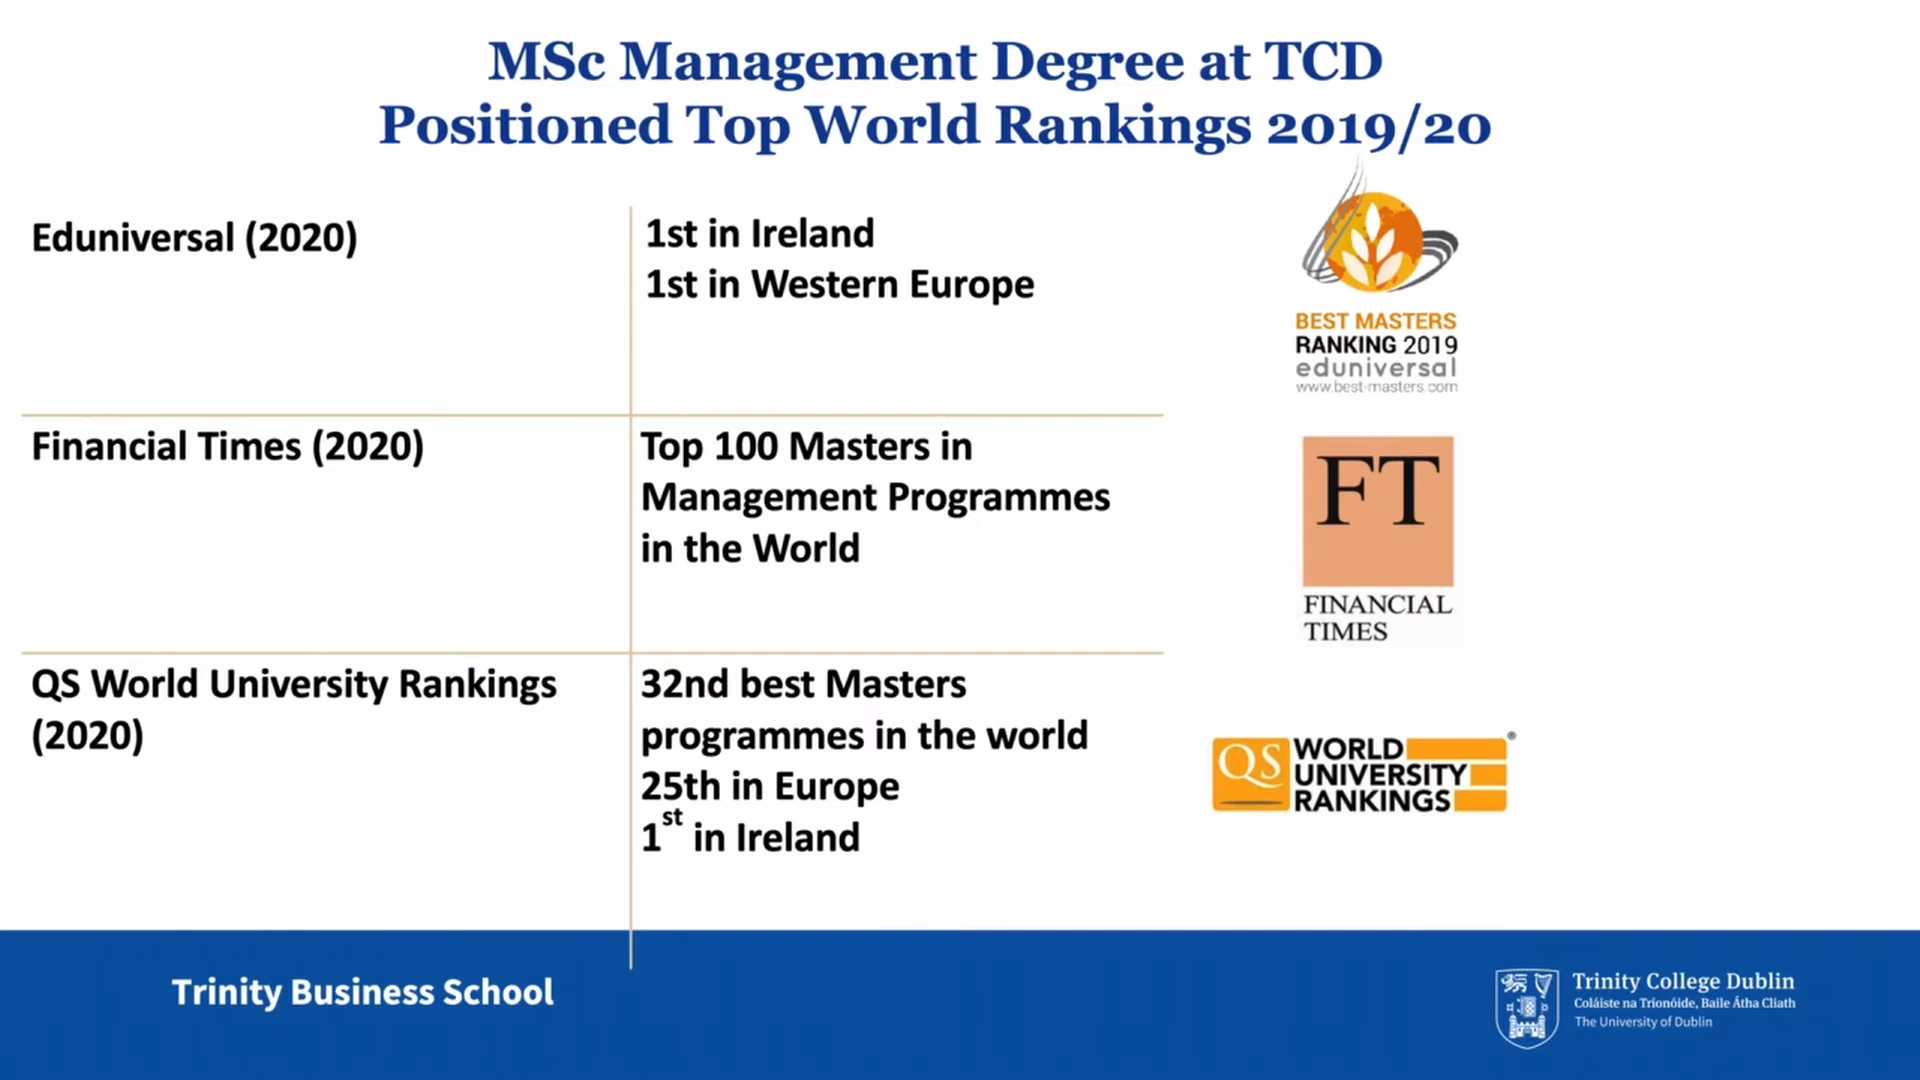 MSc Management Degree at TCD
Positioned Top World Rankings 2019/20
Eduniversal (2020)
1st in Ireland
1st in Western Europe
BEST MASTERS
RANKING 2019
eduniversal
www.best-masters.com
Financial Times (2020)
Top 100 Masters in
Management Programmes
in the World
FT
FINANCIAL
TIMES
QS World University Rankings
(2020)
32nd best Masters
programmes in the world
25th in Europe
1st in Ireland
QS WORLD
UNIVERSITY
RANKINGS
®
Trinity Business School
Trinity College Dublin
Coláiste na Tríonóide, Baile Átha Cliath
The University of Dublin